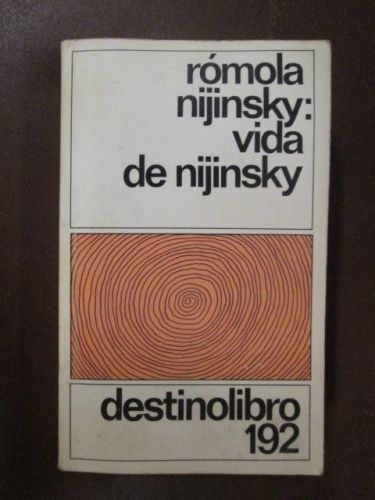 rómola
nijinsky:
vida
de nijinsky
destinolibro
192